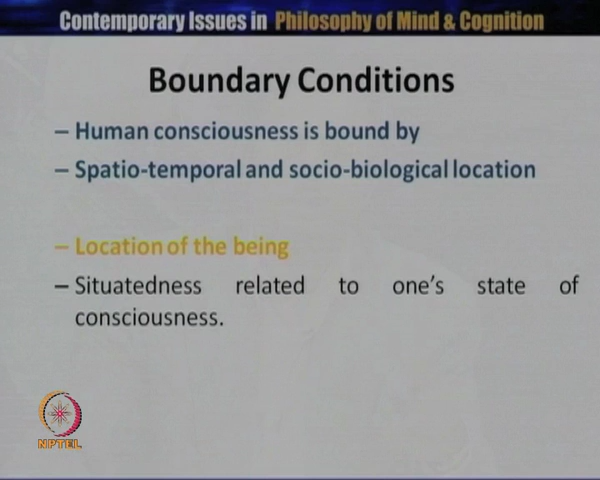 Contemporary Issues in Philosophy of Mind & Cognition
Boundary Conditions
– Human consciousness is bound by
– Spatio-temporal and socio-biological location
– Location of the being
– Situatedness related to one's state of
consciousness.
NPTEL